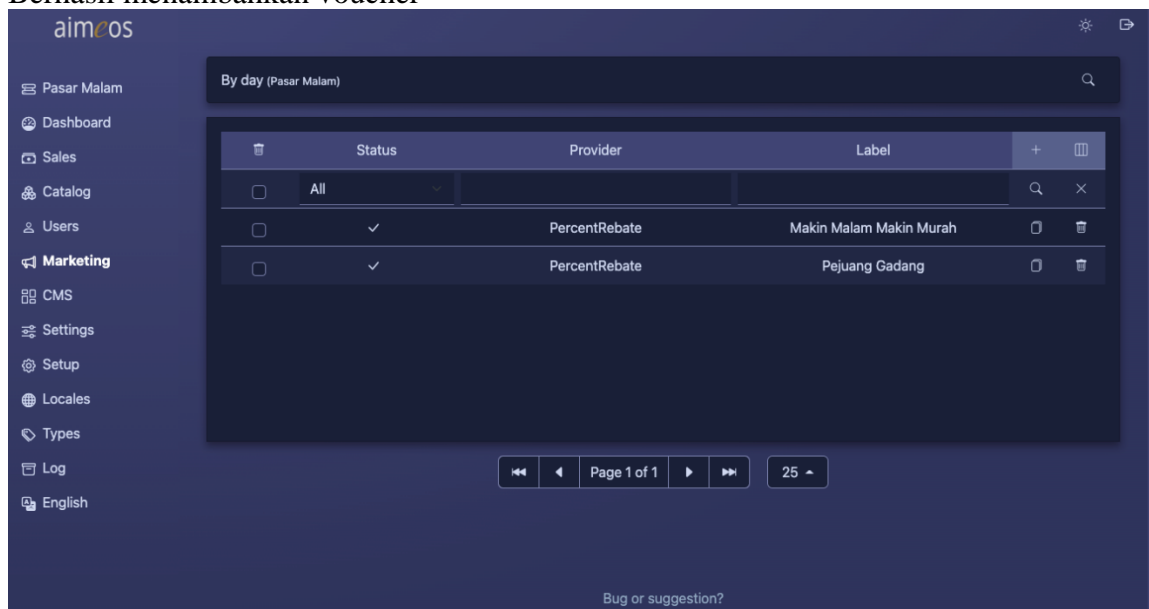 Berhasil menambahkan voucher
aimeos
Pasar Malam
Dashboard
Sales
Catalog
Users
Marketing
CMS
Settings
Setup
Locales
Types
Log
English
By day (Pasar Malam)
Status Provider Label
All
PercentRebate Makin Malam Makin Murah
PercentRebate Pejuang Gadang
Page 1 of 1 25
Bug or suggestion?